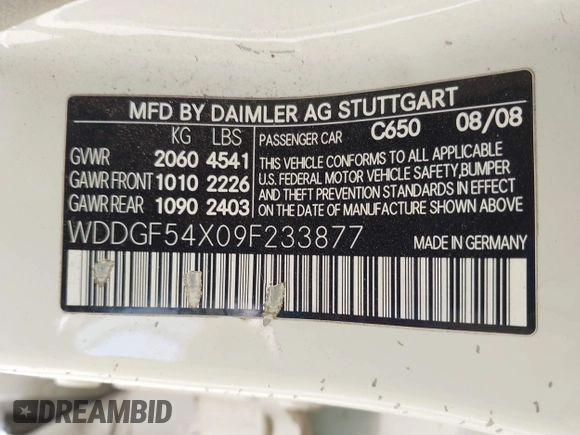 MFD BY DAIMLER AG STUTTGART
KG LBS PASSENGER CAR C650 08/08
GVWR 2060 4541
GAWR FRONT 1010 2226
GAWR REAR 1090 2403
THIS VEHICLE CONFORMS TO ALL APPLICABLE
U.S. FEDERAL MOTOR VEHICLE SAFETY, BUMPER
AND THEFT PREVENTION STANDARDS IN EFFECT
ON THE DATE OF MANUFACTURE SHOWN ABOVE.
WDDGF54X09F233877 MADE IN GERMANY
DREAMBID